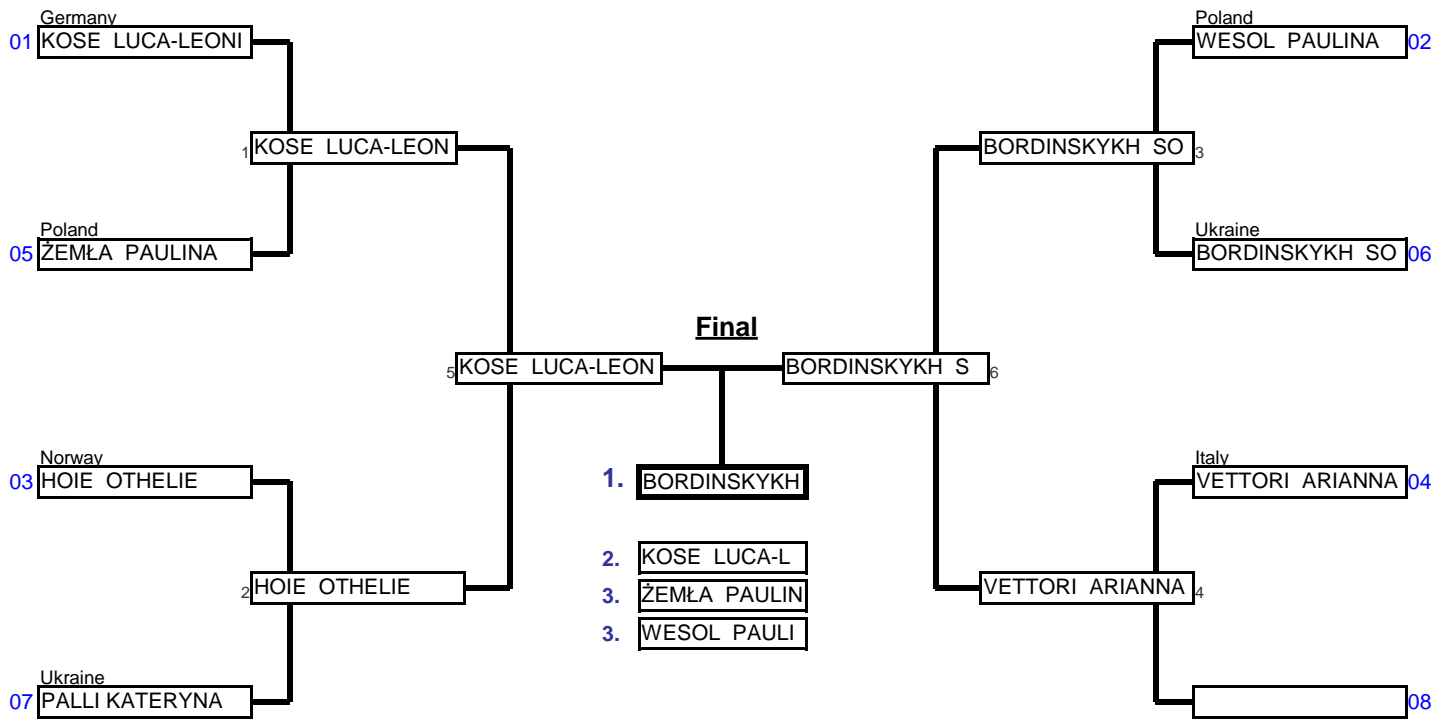 Germany
01 KOSE LUCA-LEONI
Poland
WESOL PAULINA 02
1 KOSE LUCA-LEON
BORDINSKYKH SO 3
Poland
05 ŻEMŁA PAULINA
Ukraine
BORDINSKYKH SO 06
Final
5 KOSE LUCA-LEON
BORDINSKYKH S 6
Norway
03 HOIE OTHELIE
1. BORDINSKYKH
Italy
VETTORI ARIANNA 04
2. KOSE LUCA-L
2 HOIE OTHELIE
3. ŻEMŁA PAULIN
VETTORI ARIANNA 4
3. WESOL PAULI
Ukraine
07 PALLI KATERYNA
08